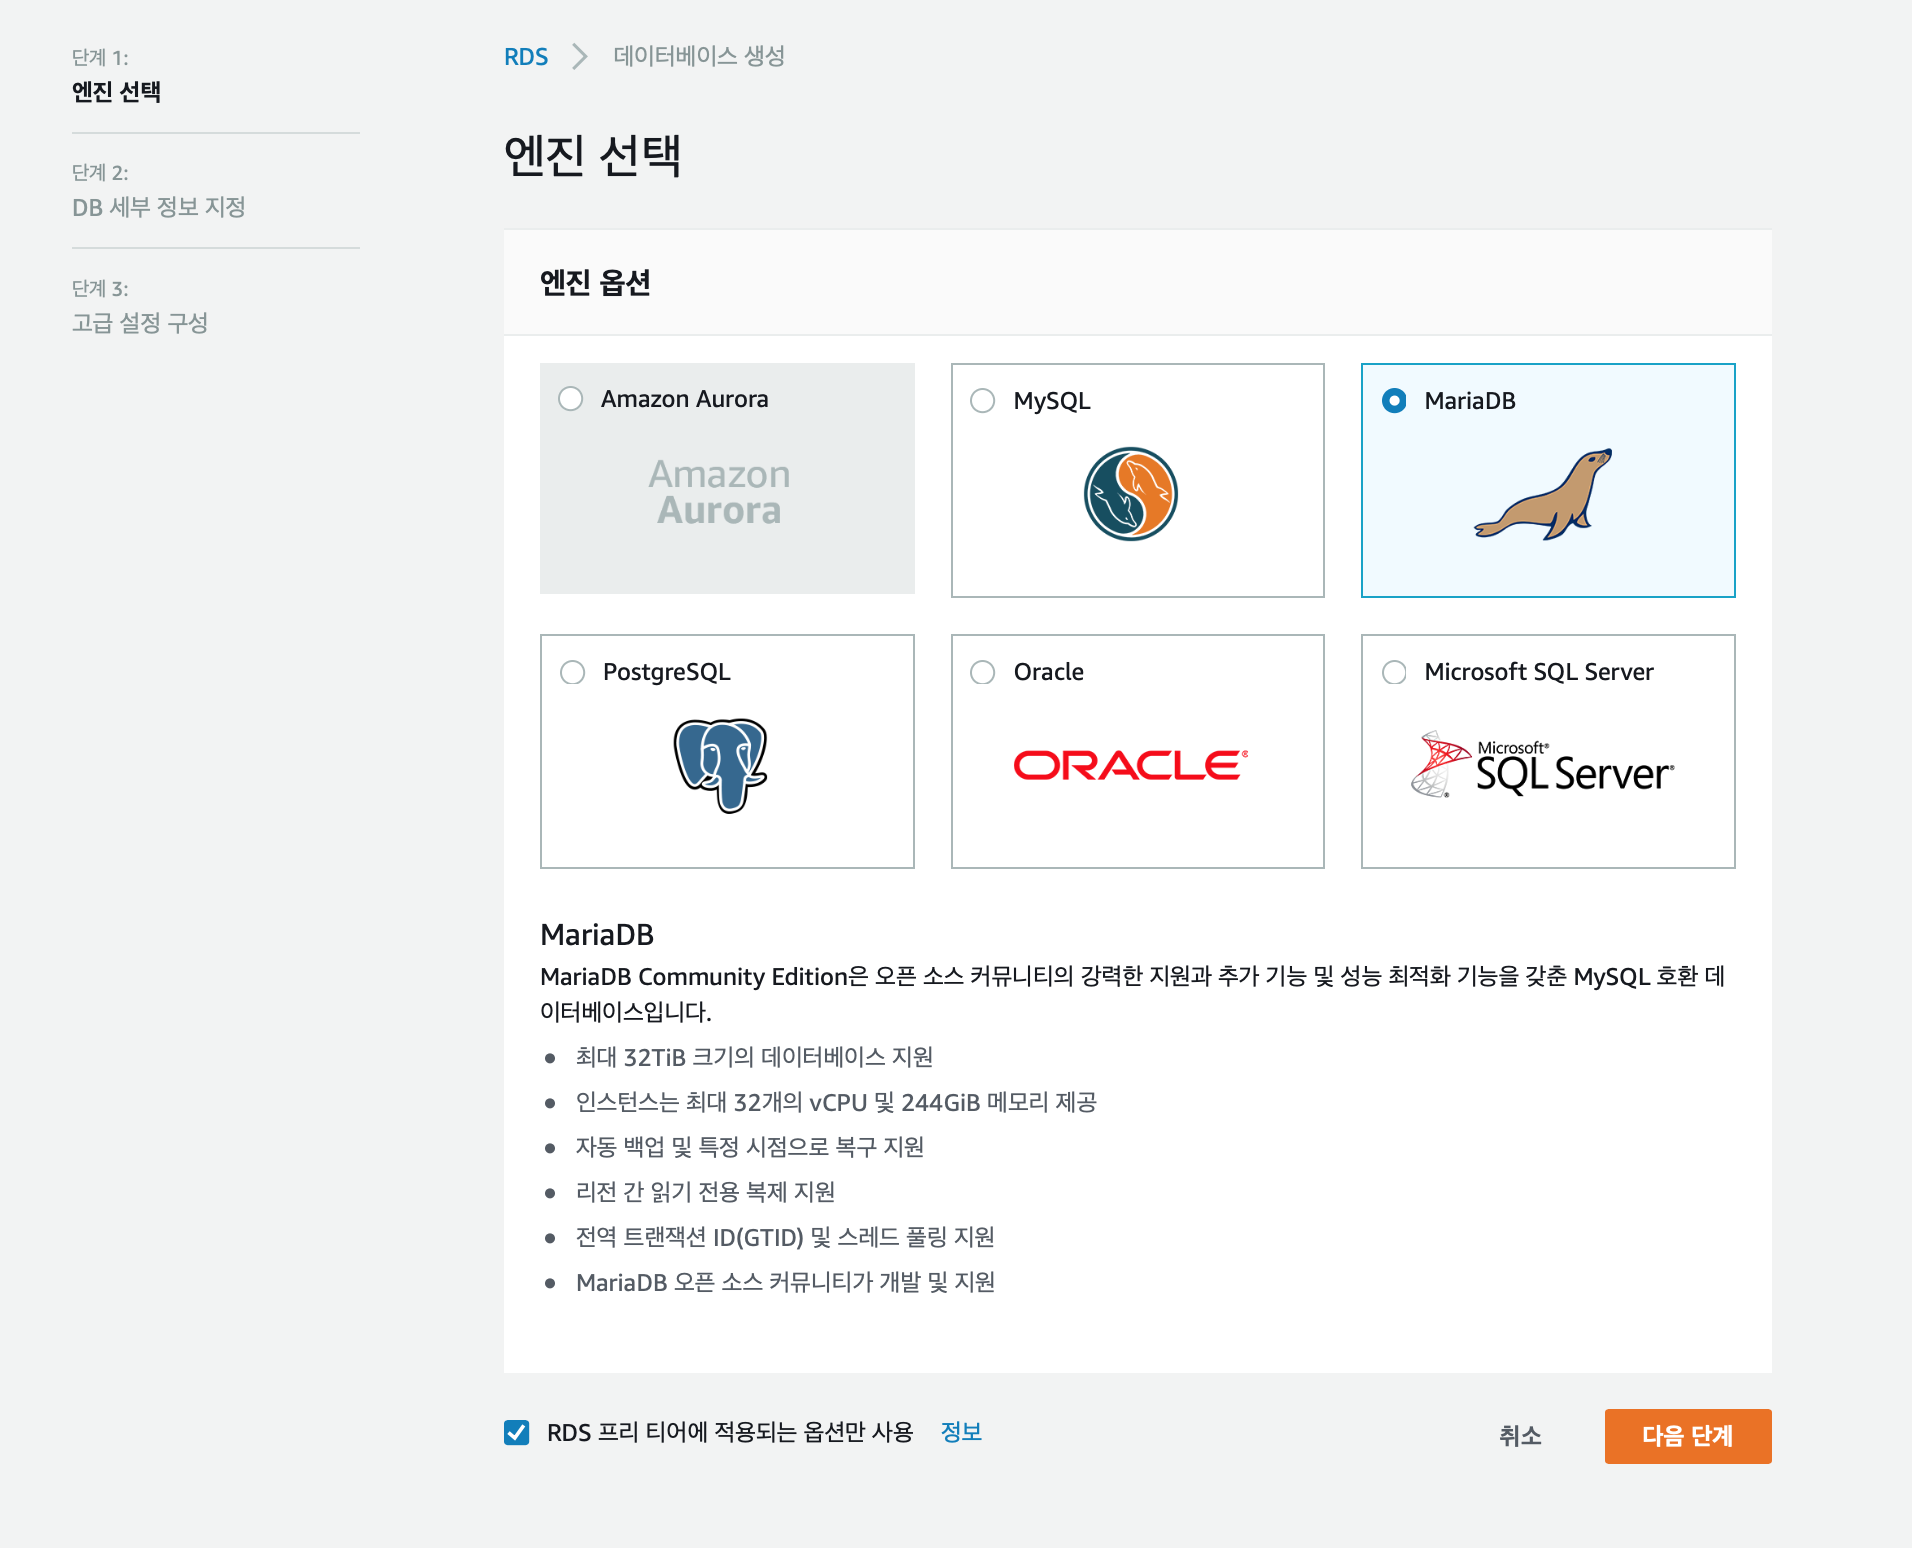 단계 1:
엔진 선택
단계 2:
DB 세부 정보 지정
단계 3:
고급 설정 구성
RDS
데이터베이스 생성
엔진 선택
엔진 옵션
Amazon Aurora
Amazon
Aurora
MySQL
MariaDB
PostgreSQL
Oracle
ORACLE®
Microsoft SQL Server
Microsoft®
SQL Server®
MariaDB
MariaDB Community Edition은 오픈 소스 커뮤니티의 강력한 지원과 추가 기능 및 성능 최적화 기능을 갖춘 MySQL 호환 데
이터베이스입니다.
• 최대 32TiB 크기의 데이터베이스 지원
• 인스턴스는 최대 32개의 vCPU 및 244GiB 메모리 제공
• 자동 백업 및 특정 시점으로 복구 지원
• 리전 간 읽기 전용 복제 지원
• 전역 트랜잭션 ID(GTID) 및 스레드 풀링 지원
• MariaDB 오픈 소스 커뮤니티가 개발 및 지원
RDS 프리 티어에 적용되는 옵션만 사용 정보
취소
다음 단계